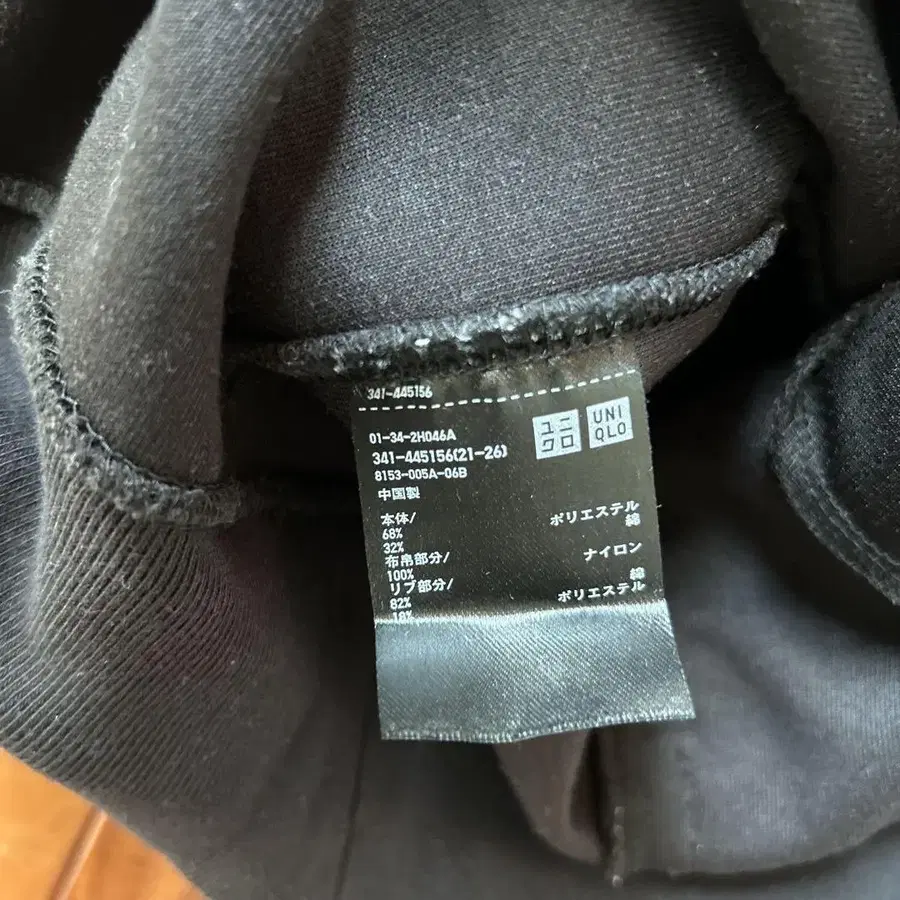 341-445156
ユニ
クロ
UNI
QLO
01-34-2H046A
341-445156(21-26)
8153-005A-06B
中国製
本体/ ポリエステル
68% 綿
32%
布帛部分/ ナイロン
100%
リブ部分/ 綿
82% ポリエステル
18%